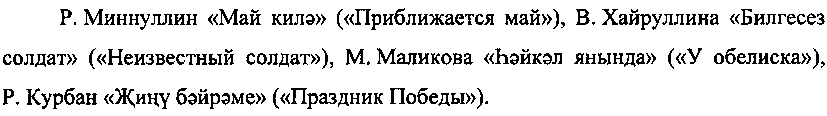 Р. Миннуллин «Май килә» («Приближается май»), В. Хайруллина «Билгесез
солдат» («Неизвестный солдат»), М. Маликова «Һәйкәл янында» («У обелиска»),
Р. Курбан «Җиңү бәйрәме» («Праздник Победы»).